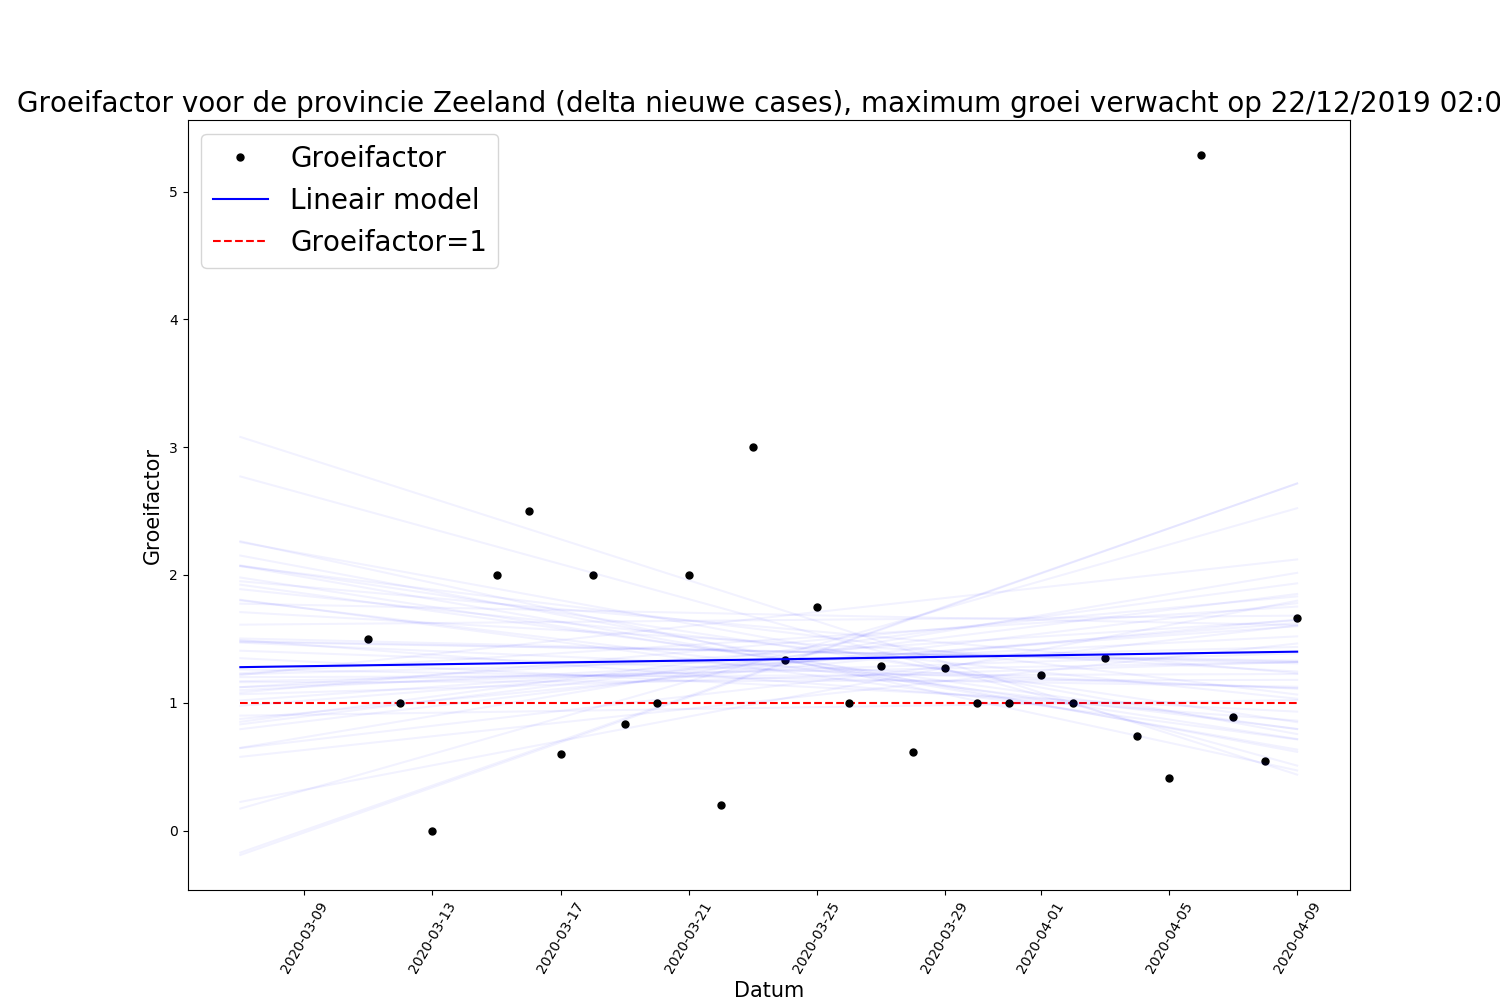 Groeifactor voor de provincie Zeeland (delta nieuwe cases), maximum groei verwacht op 22/12/2019 02:0
Groeifactor
Lineair model
Groeifactor=1
5
4
3
2
1
0
Groeifactor
2020-03-09
2020-03-13
2020-03-17
2020-03-21
2020-03-25
2020-03-29
2020-04-01
2020-04-05
2020-04-09
Datum